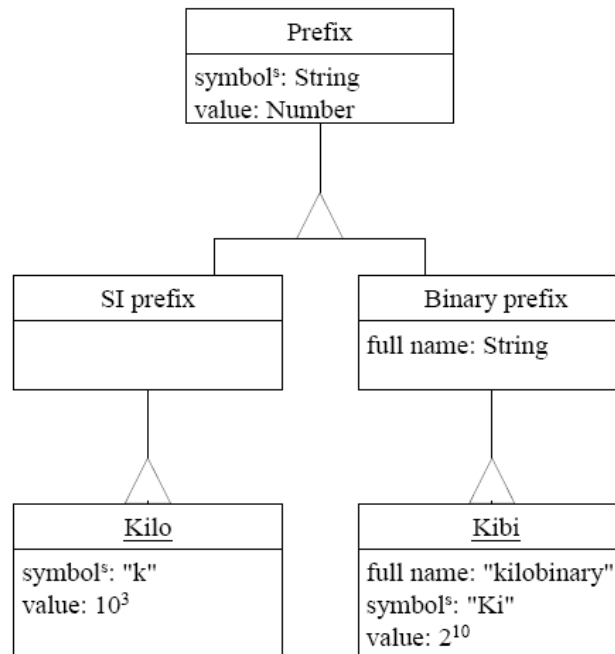 Prefix
symbolˢ: String
value: Number
SI prefix
Binary prefix
full name: String
Kilo
symbolˢ: "k"
value: 10³
Kibi
full name: "kilobinary"
symbolˢ: "Ki"
value: 2¹⁰